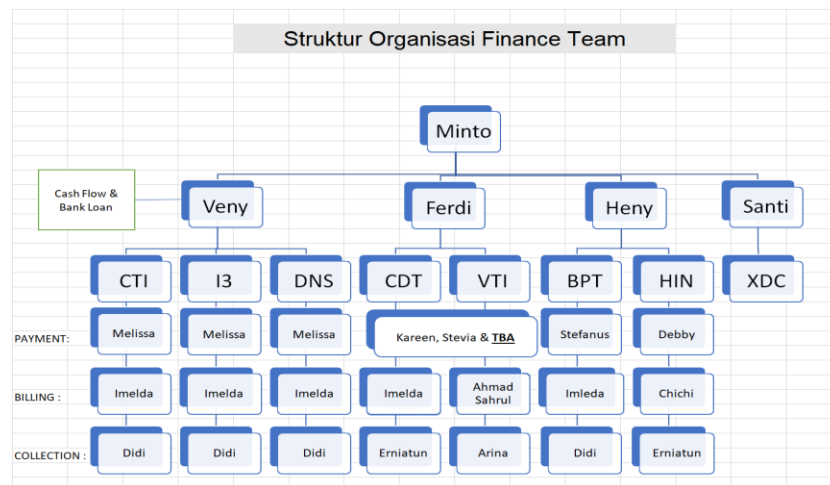 Struktur Organisasi Finance Team
Minto
Cash Flow &
Bank Loan
Veny
Ferdi
Heny
Santi
CTI
I3
DNS
CDT
VTI
BPT
HIN
XDC
PAYMENT:
Melissa
Melissa
Melissa
Kareen, Stevia & TBA
Stefanus
Debby
BILLING :
Imelda
Imelda
Imelda
Imelda
Ahmad
Sahrul
Imleda
Chichi
COLLECTION :
Didi
Didi
Didi
Erniatun
Arina
Didi
Erniatun